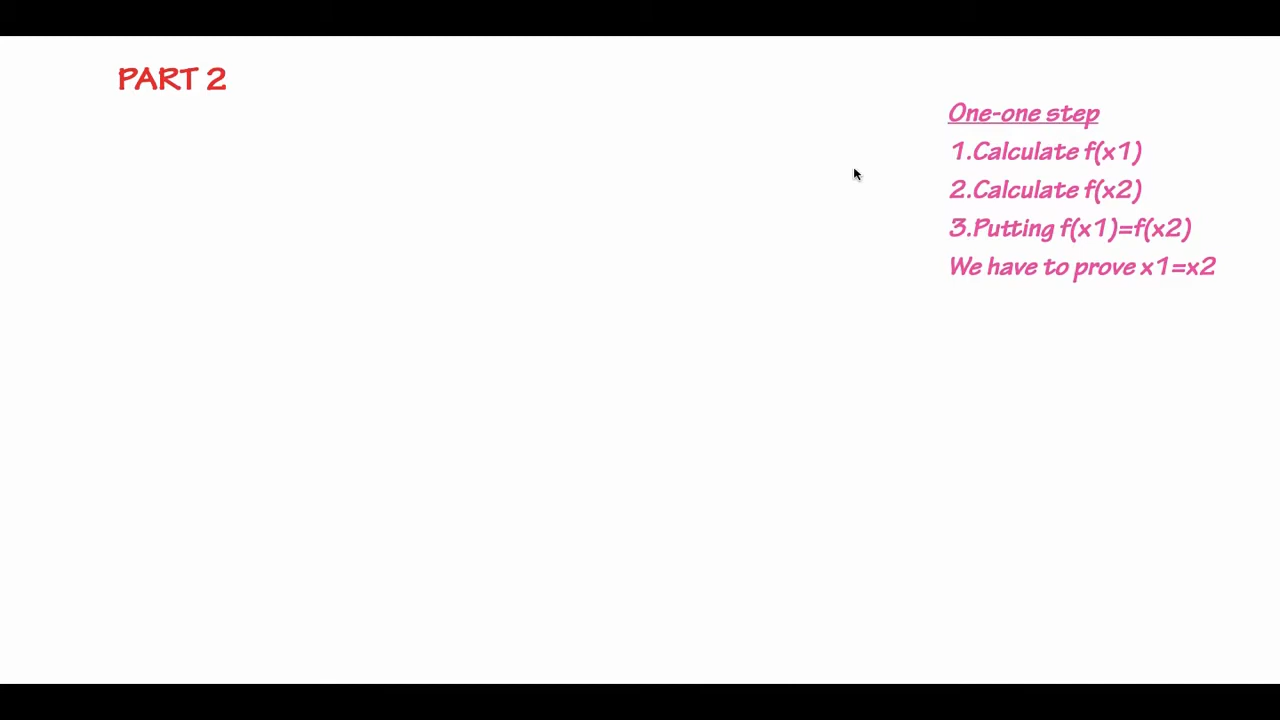 PART 2
One-one step
1.Calculate f(x1)
2.Calculate f(x2)
3.Putting f(x1)=f(x2)
We have to prove x1=x2